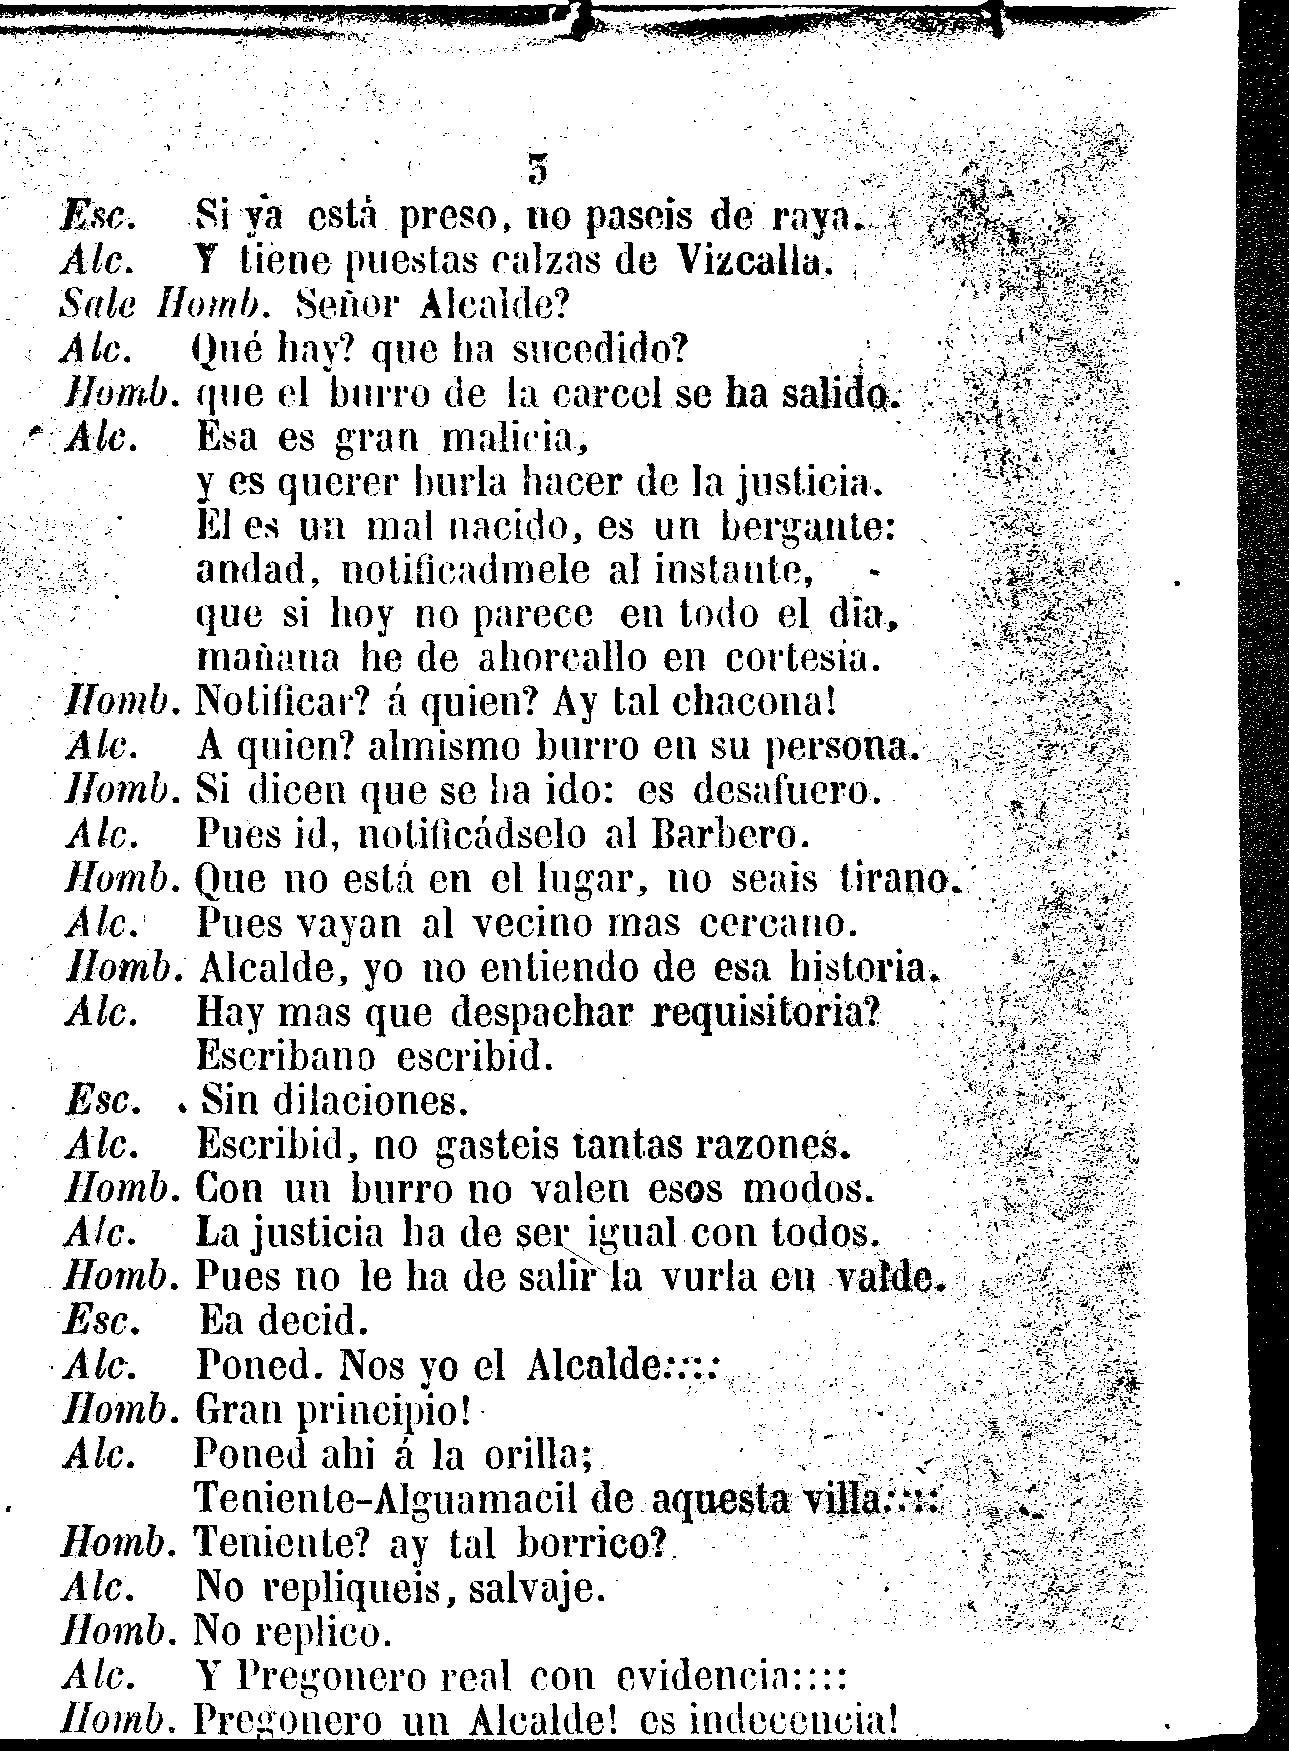 3
Esc. Si ya está preso, no paseis de raya.
Alc. Y tiene puestas calzas de Vizcalla.
Sale Homb. Señor Alcalde?
Alc. Qué hay? que ha sucedido?
Homb. que el burro de la carcel se ha salido.
Alc. Esa es gran malicia,
y es querer burla hacer de la justicia.
El es un mal nacido, es un bergante:
andad, notificadmele al instante,
que si hoy no parece en todo el dia,
mañana he de ahorcallo en cortesia.
Homb. Notificar? á quien? Ay tal chacona!
Alc. A quien? almismo burro en su persona.
Homb. Si dicen que se ha ido: es desafuero.
Alc. Pues id, notificádselo al Barbero.
Homb. Que no está en el lugar, no seais tirano.
Alc. Pues vayan al vecino mas cercano.
Homb. Alcalde, yo no entiendo de esa historia.
Alc. Hay mas que despachar requisitoria?
Escribano escribid.
Esc. Sin dilaciones.
Alc. Escribid, no gasteis tantas razones.
Homb. Con un burro no valen esos modos.
Alc. La justicia ha de ser igual con todos.
Homb. Pues no le ha de salir la vurla en valde.
Esc. Ea decid.
Alc. Poned. Nos yo el Alcalde::::
Homb. Gran principio!
Alc. Poned ahi á la orilla;
Teniente-Alguamacil de aquesta villa::::
Homb. Teniente? ay tal borrico?
Alc. No repliqueis, salvaje.
Homb. No replico.
Alc. Y Pregonero real con evidencia::::
Homb. Pregonero un Alcalde! es indecencia!